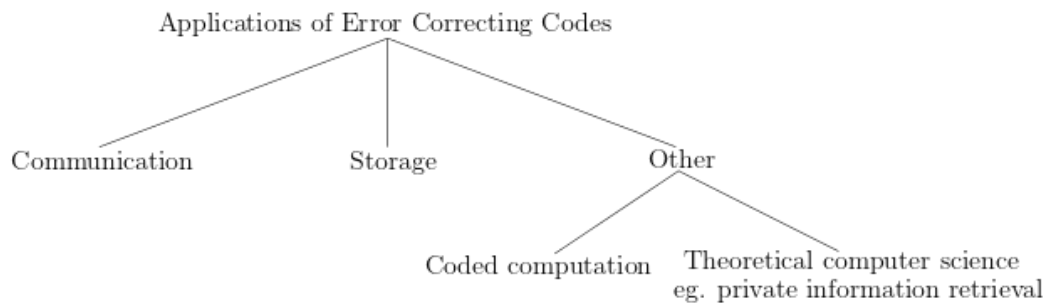 Applications of Error Correcting Codes
Communication
Storage
Other
Coded computation
Theoretical computer science
eg. private information retrieval